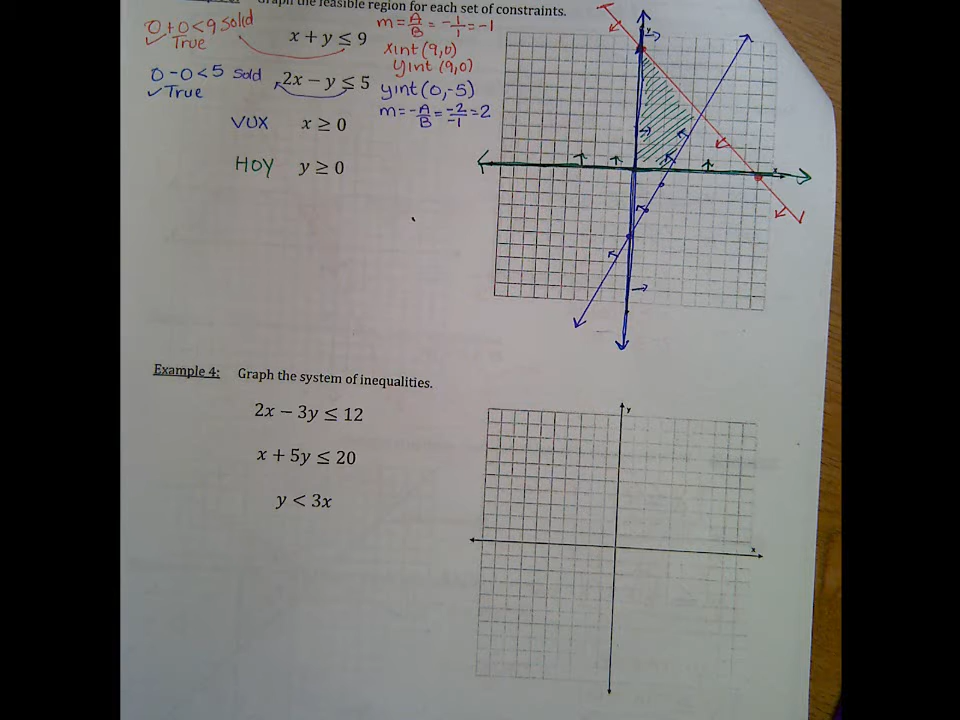 Graph the feasible region for each set of constraints.
0+0<9 Solid
✓ True
x + y ≤ 9
m=A/B = -1/1 = -1
xint (9,0)
yint (9,0)
0-0<5 Solid
✓ True
2x − y ≤ 5
yint (0,-5)
m=-A/B = -2/-1 = 2
VUX x ≥ 0
HOY y ≥ 0
y
x
Example 4: Graph the system of inequalities.
2x − 3y ≤ 12
x + 5y ≤ 20
y < 3x
y
x